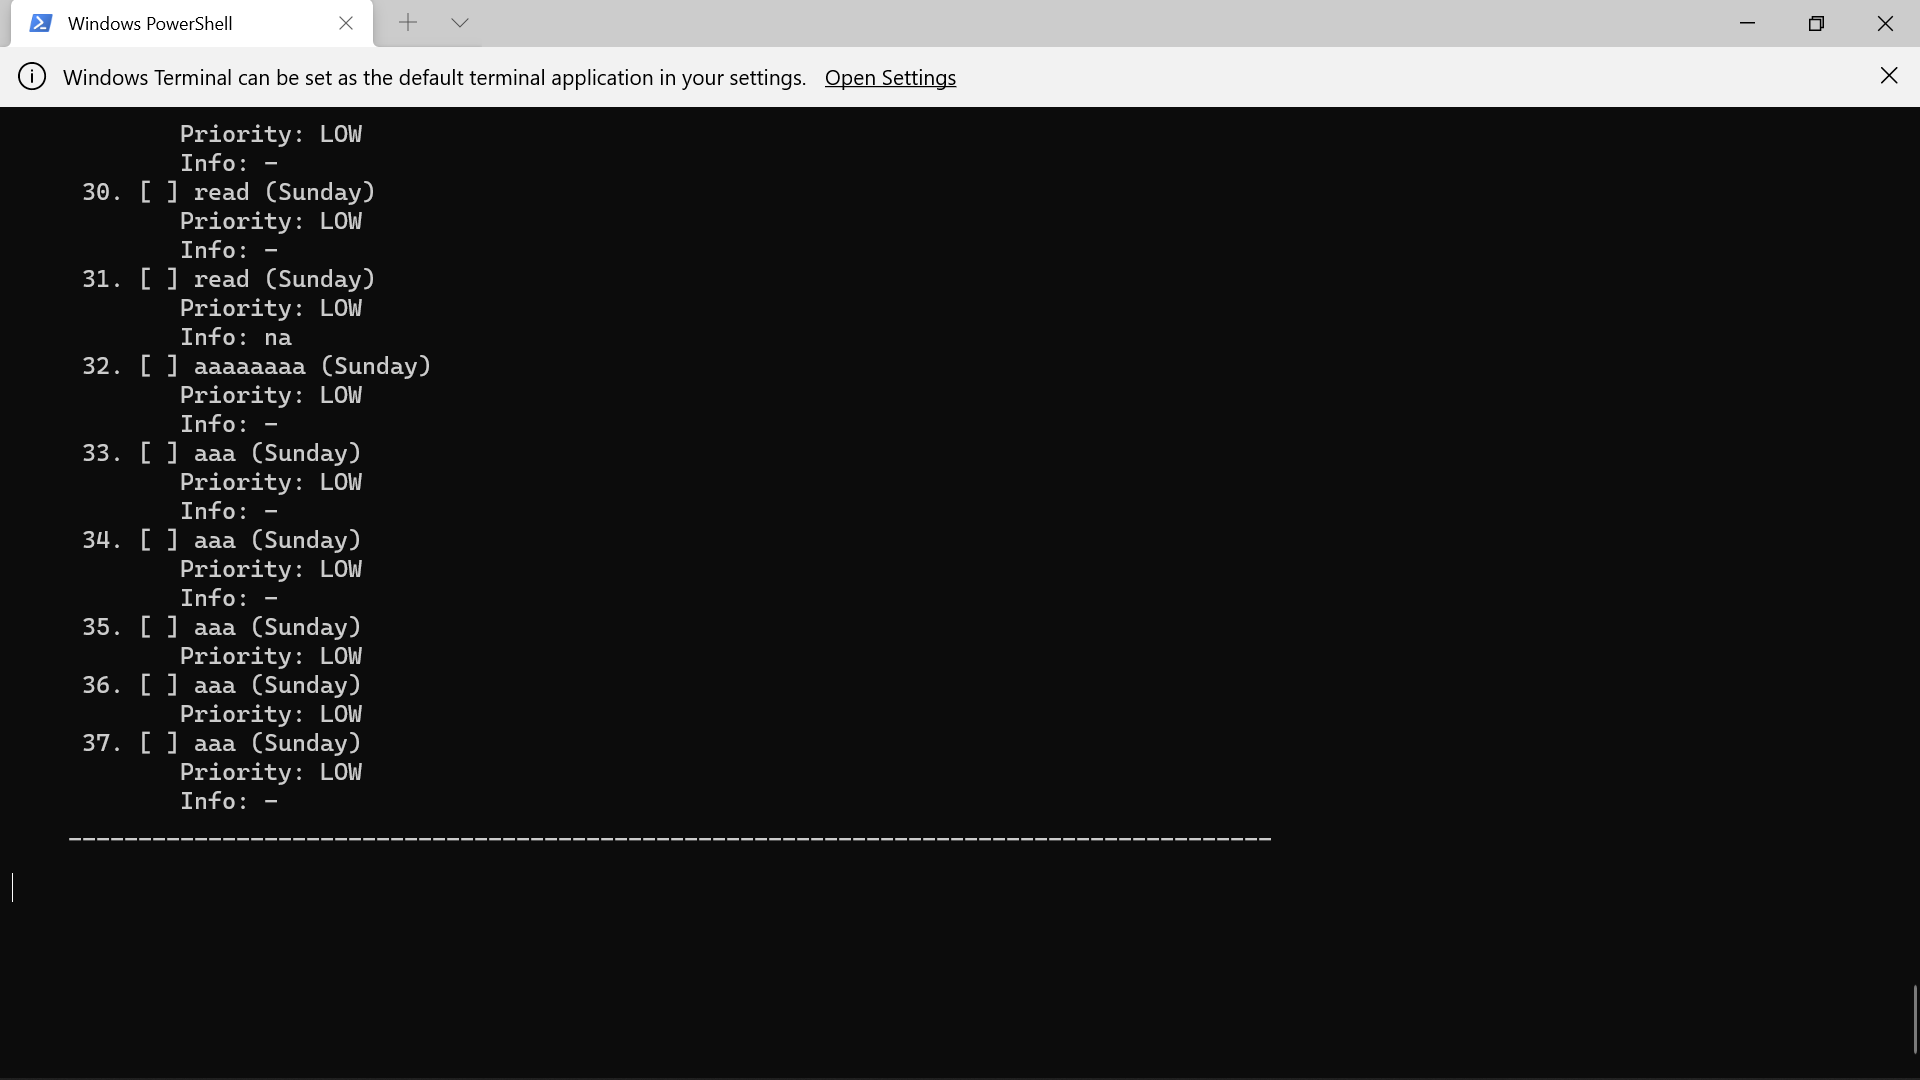 Windows PowerShell
Windows Terminal can be set as the default terminal application in your settings. Open Settings
Priority: LOW
Info: -
30. [ ] read (Sunday)
Priority: LOW
Info: -
31. [ ] read (Sunday)
Priority: LOW
Info: na
32. [ ] aaaaaaaa (Sunday)
Priority: LOW
Info: -
33. [ ] aaa (Sunday)
Priority: LOW
Info: -
34. [ ] aaa (Sunday)
Priority: LOW
Info: -
35. [ ] aaa (Sunday)
Priority: LOW
36. [ ] aaa (Sunday)
Priority: LOW
37. [ ] aaa (Sunday)
Priority: LOW
Info: -
______________________________________________________________________________________